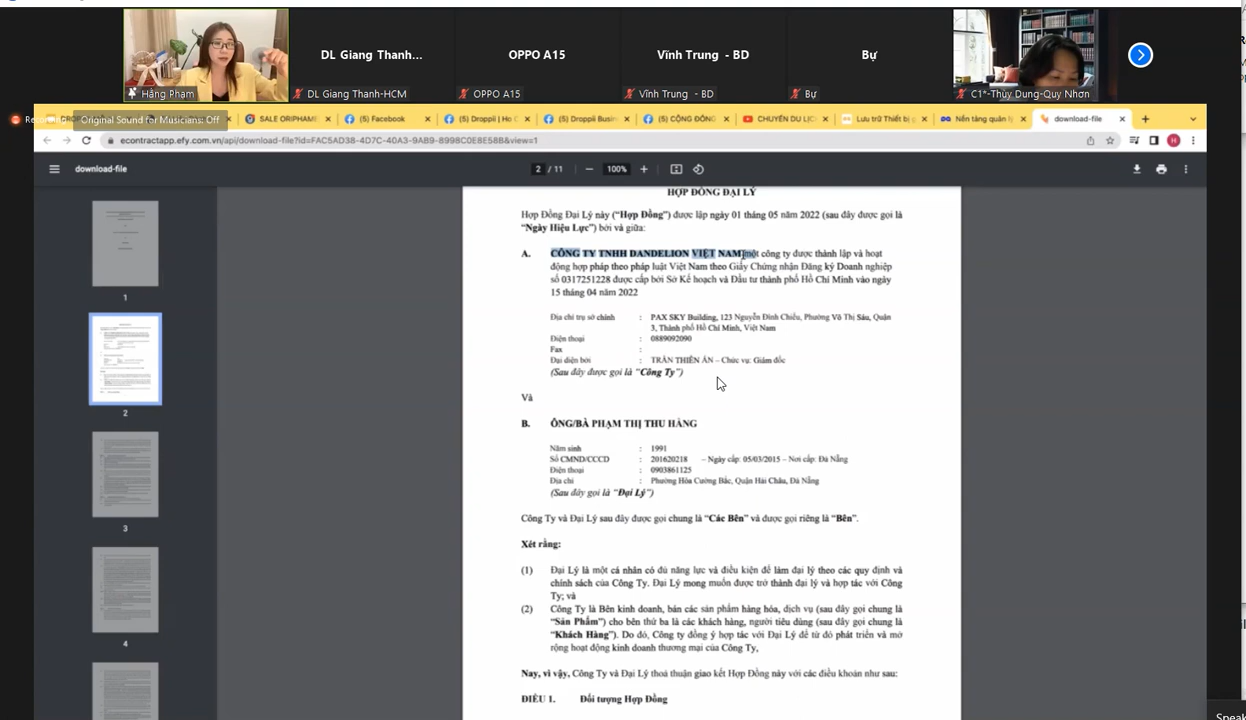 DL Giang Thanh...
OPPO A15
Vĩnh Trung - BD
Bự
Hằng Phạm
DL Giang Thanh-HCM
OPPO A15
Vĩnh Trung - BD
Bự
C1*-Thùy Dung-Quy Nhơn
Original Sound for Musicians: Off
SALE ORIPHAM
(5) Facebook
(5) Droppii | Ho C
(5) Droppii Busin
(5) CỘNG ĐỒNG
CHUYẾN DU LỊC
Lưu trữ Thiết bị g
Nền tảng quản l
download-file
econtractapp.efy.com.vn/api/download-file?id=FAC5AD38-4D7C-40A3-9AB9-8998C0E8E58B&view=1
H
download-file
2 / 11
100%
1
2
3
4
HỢP ĐỒNG ĐẠI LÝ
Hợp Đồng Đại Lý này (“Hợp Đồng”) được lập ngày 01 tháng 05 năm 2022 (sau đây được gọi là
“Ngày Hiệu Lực”) bởi và giữa:
A. CÔNG TY TNHH DANDELION VIỆT NAM một công ty được thành lập và hoạt
động hợp pháp theo pháp luật Việt Nam theo Giấy Chứng nhận Đăng ký Doanh nghiệp
số 0317251228 được cấp bởi Sở Kế hoạch và Đầu tư thành phố Hồ Chí Minh vào ngày
15 tháng 04 năm 2022
Địa chỉ trụ sở chính : PAX SKY Building, 123 Nguyễn Đình Chiểu, Phường Võ Thị Sáu, Quận
3, Thành phố Hồ Chí Minh, Việt Nam
Điện thoại : 0889092090
Fax :
Đại diện bởi : TRẦN THIÊN ÂN – Chức vụ: Giám đốc
(Sau đây được gọi là “Công Ty”)
Và
B. ÔNG/BÀ PHẠM THỊ THU HẰNG
Năm sinh : 1991
Số CMND/CCCD : 201620218 – Ngày cấp: 05/03/2015 – Nơi cấp: Đà Nẵng
Điện thoại : 0903861125
Địa chỉ : Phường Hòa Cường Bắc, Quận Hải Châu, Đà Nẵng
(Sau đây gọi là “Đại Lý”)
Công Ty và Đại Lý sau đây được gọi chung là “Các Bên” và được gọi riêng là “Bên”.
Xét rằng:
(1) Đại Lý là một cá nhân có đủ năng lực và điều kiện để làm đại lý theo các quy định và
chính sách của Công Ty. Đại Lý mong muốn được trở thành đại lý và hợp tác với Công
Ty; và
(2) Công Ty là Bên kinh doanh, bán các sản phẩm hàng hóa, dịch vụ (sau đây gọi chung là
“Sản Phẩm”) cho bên thứ ba là các khách hàng, người tiêu dùng (sau đây gọi chung là
“Khách Hàng”). Do đó, Công ty đồng ý hợp tác với Đại Lý để từ đó phát triển và mở
rộng hoạt động kinh doanh thương mại của Công Ty,
Nay, vì vậy, Công Ty và Đại Lý thoả thuận giao kết Hợp Đồng này với các điều khoản như sau:
ĐIỀU 1. Đối tượng Hợp Đồng
Speak